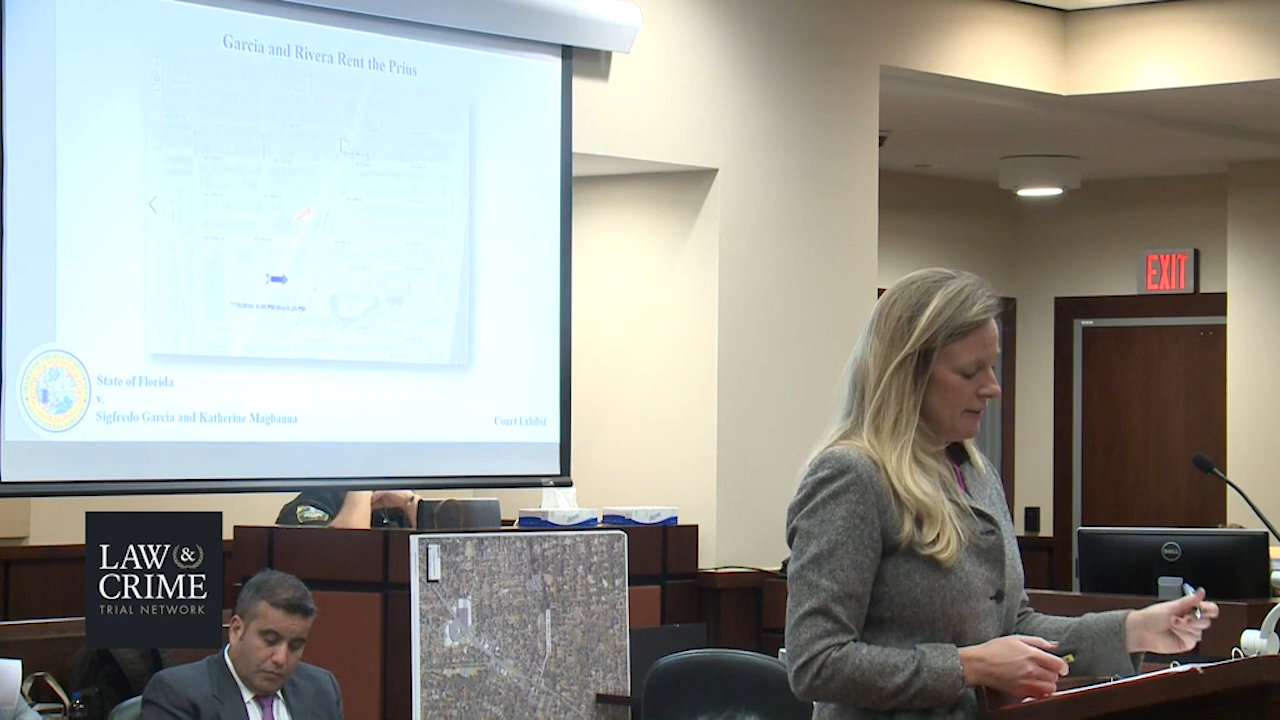 Garcia and Rivera Rent the Prius
State of Florida
v.
Sigfredo Garcia and Katherine Magbanua
Court Exhibit
LAW &
CRIME
TRIAL NETWORK
EXIT
DELL